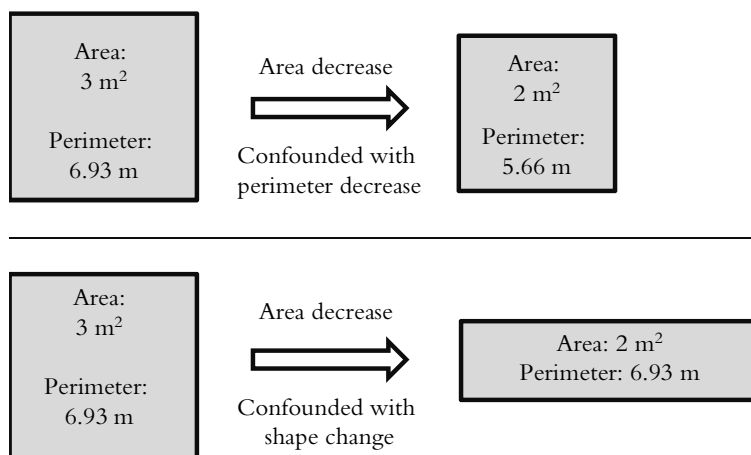 Area:
3 m²
Perimeter:
6.93 m
Area decrease
Confounded with
perimeter decrease
Area:
2 m²
Perimeter:
5.66 m
Area:
3 m²
Perimeter:
6.93 m
Area decrease
Confounded with
shape change
Area: 2 m²
Perimeter: 6.93 m